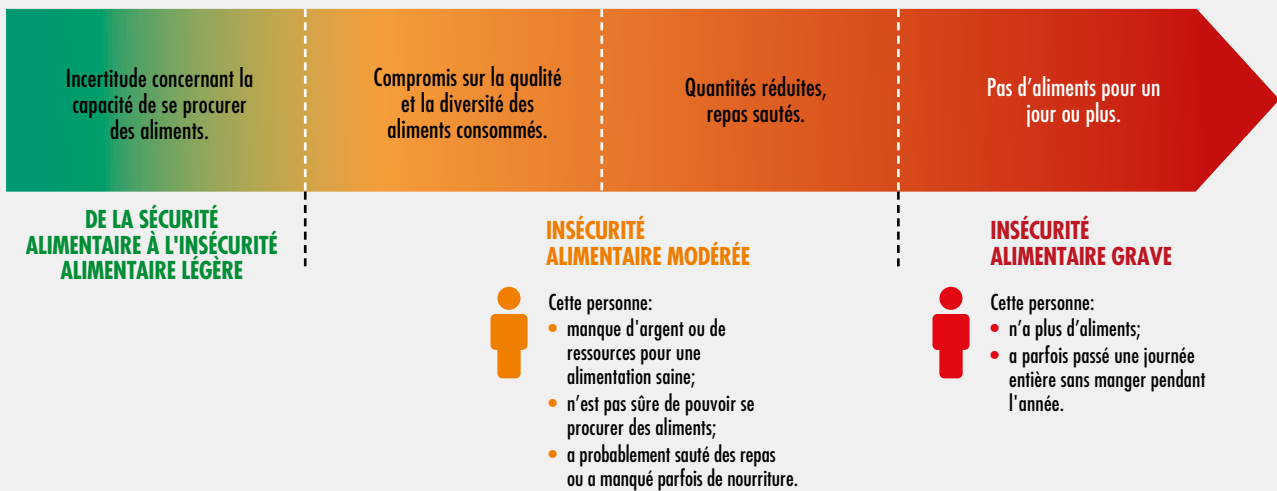 Incertitude concernant la
capacité de se procurer
des aliments.
Compromis sur la qualité
et la diversité des
aliments consommés.
Quantités réduites,
repas sautés.
Pas d’aliments pour un
jour ou plus.
DE LA SÉCURITÉ
ALIMENTAIRE À L'INSÉCURITÉ
ALIMENTAIRE LÉGÈRE
INSÉCURITÉ
ALIMENTAIRE MODÉRÉE
Cette personne:
• manque d'argent ou de
ressources pour une
alimentation saine;
• n’est pas sûre de pouvoir se
procurer des aliments;
• a probablement sauté des repas
ou a manqué parfois de nourriture.
INSÉCURITÉ
ALIMENTAIRE GRAVE
Cette personne:
• n’a plus d’aliments;
• a parfois passé une journée
entière sans manger pendant
l'année.